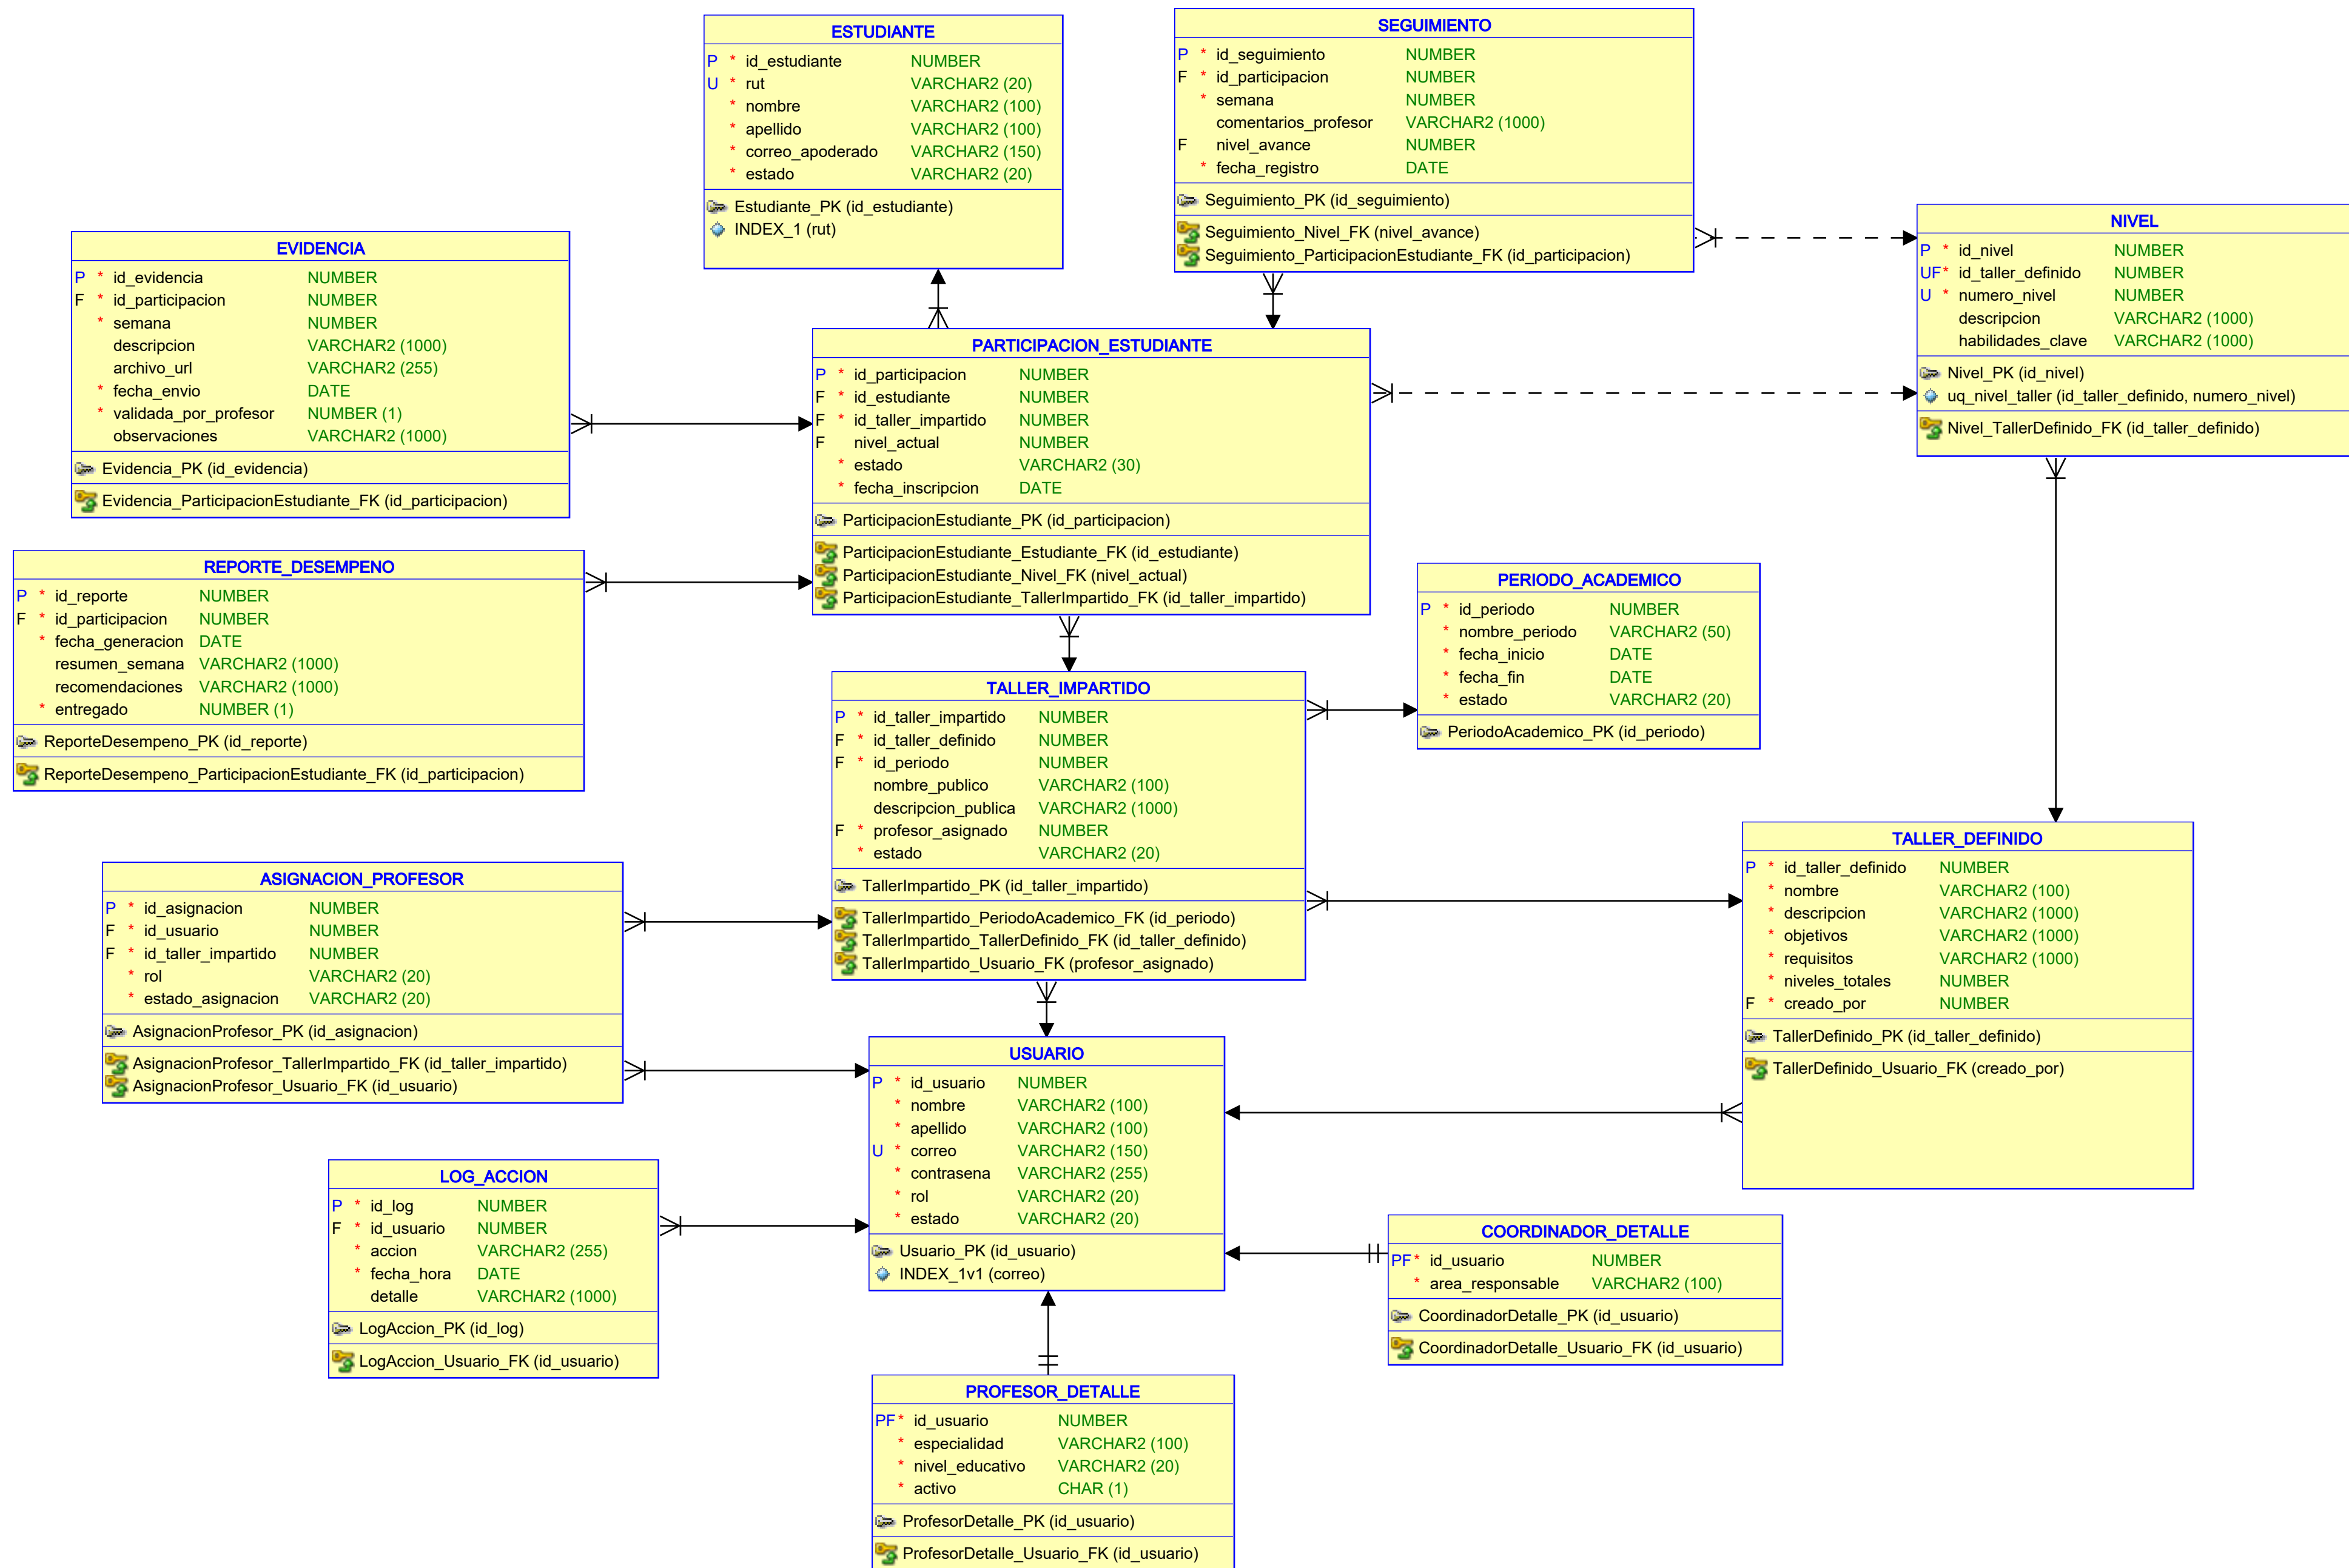 ESTUDIANTE
P * id_estudiante NUMBER
U * rut VARCHAR2 (20)
* nombre VARCHAR2 (100)
* apellido VARCHAR2 (100)
* correo_apoderado VARCHAR2 (150)
* estado VARCHAR2 (20)
Estudiante_PK (id_estudiante)
INDEX_1 (rut)
SEGUIMIENTO
P * id_seguimiento NUMBER
F * id_participacion NUMBER
* semana NUMBER
comentarios_profesor VARCHAR2 (1000)
F nivel_avance NUMBER
* fecha_registro DATE
Seguimiento_PK (id_seguimiento)
Seguimiento_Nivel_FK (nivel_avance)
Seguimiento_ParticipacionEstudiante_FK (id_participacion)
NIVEL
P * id_nivel NUMBER
UF* id_taller_definido NUMBER
U * numero_nivel NUMBER
descripcion VARCHAR2 (1000)
habilidades_clave VARCHAR2 (1000)
Nivel_PK (id_nivel)
uq_nivel_taller (id_taller_definido, numero_nivel)
Nivel_TallerDefinido_FK (id_taller_definido)
EVIDENCIA
P * id_evidencia NUMBER
F * id_participacion NUMBER
* semana NUMBER
descripcion VARCHAR2 (1000)
archivo_url VARCHAR2 (255)
* fecha_envio DATE
* validada_por_profesor NUMBER (1)
observaciones VARCHAR2 (1000)
Evidencia_PK (id_evidencia)
Evidencia_ParticipacionEstudiante_FK (id_participacion)
PARTICIPACION_ESTUDIANTE
P * id_participacion NUMBER
F * id_estudiante NUMBER
F * id_taller_impartido NUMBER
F nivel_actual NUMBER
* estado VARCHAR2 (30)
* fecha_inscripcion DATE
ParticipacionEstudiante_PK (id_participacion)
ParticipacionEstudiante_Estudiante_FK (id_estudiante)
ParticipacionEstudiante_Nivel_FK (nivel_actual)
ParticipacionEstudiante_TallerImpartido_FK (id_taller_impartido)
REPORTE_DESEMPENO
P * id_reporte NUMBER
F * id_participacion NUMBER
* fecha_generacion DATE
resumen_semana VARCHAR2 (1000)
recomendaciones VARCHAR2 (1000)
* entregado NUMBER (1)
ReporteDesempeno_PK (id_reporte)
ReporteDesempeno_ParticipacionEstudiante_FK (id_participacion)
PERIODO_ACADEMICO
P * id_periodo NUMBER
* nombre_periodo VARCHAR2 (50)
* fecha_inicio DATE
* fecha_fin DATE
* estado VARCHAR2 (20)
PeriodoAcademico_PK (id_periodo)
TALLER_IMPARTIDO
P * id_taller_impartido NUMBER
F * id_taller_definido NUMBER
F * id_periodo NUMBER
nombre_publico VARCHAR2 (100)
descripcion_publica VARCHAR2 (1000)
F * profesor_asignado NUMBER
* estado VARCHAR2 (20)
TallerImpartido_PK (id_taller_impartido)
TallerImpartido_PeriodoAcademico_FK (id_periodo)
TallerImpartido_TallerDefinido_FK (id_taller_definido)
TallerImpartido_Usuario_FK (profesor_asignado)
TALLER_DEFINIDO
P * id_taller_definido NUMBER
* nombre VARCHAR2 (100)
* descripcion VARCHAR2 (1000)
* objetivos VARCHAR2 (1000)
* requisitos VARCHAR2 (1000)
* niveles_totales NUMBER
F * creado_por NUMBER
TallerDefinido_PK (id_taller_definido)
TallerDefinido_Usuario_FK (creado_por)
ASIGNACION_PROFESOR
P * id_asignacion NUMBER
F * id_usuario NUMBER
F * id_taller_impartido NUMBER
* rol VARCHAR2 (20)
* estado_asignacion VARCHAR2 (20)
AsignacionProfesor_PK (id_asignacion)
AsignacionProfesor_TallerImpartido_FK (id_taller_impartido)
AsignacionProfesor_Usuario_FK (id_usuario)
USUARIO
P * id_usuario NUMBER
* nombre VARCHAR2 (100)
* apellido VARCHAR2 (100)
U * correo VARCHAR2 (150)
* contrasena VARCHAR2 (255)
* rol VARCHAR2 (20)
* estado VARCHAR2 (20)
Usuario_PK (id_usuario)
INDEX_1v1 (correo)
LOG_ACCION
P * id_log NUMBER
F * id_usuario NUMBER
* accion VARCHAR2 (255)
* fecha_hora DATE
detalle VARCHAR2 (1000)
LogAccion_PK (id_log)
LogAccion_Usuario_FK (id_usuario)
COORDINADOR_DETALLE
PF* id_usuario NUMBER
* area_responsable VARCHAR2 (100)
CoordinadorDetalle_PK (id_usuario)
CoordinadorDetalle_Usuario_FK (id_usuario)
PROFESOR_DETALLE
PF* id_usuario NUMBER
* especialidad VARCHAR2 (100)
* nivel_educativo VARCHAR2 (20)
* activo CHAR (1)
ProfesorDetalle_PK (id_usuario)
ProfesorDetalle_Usuario_FK (id_usuario)